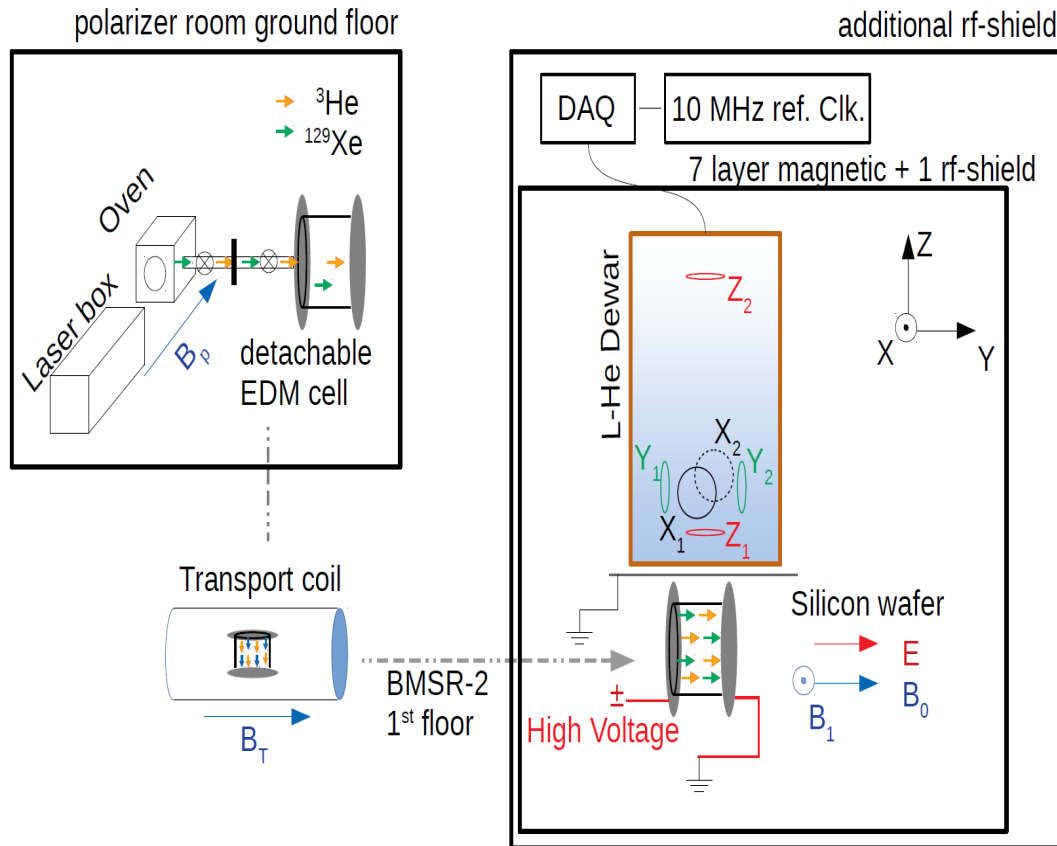 polarizer room ground floor
³He
¹²⁹Xe
Oven
Laser box
Bₚ
detachable
EDM cell
Transport coil
B_T
BMSR-2
1ˢᵗ floor
additional rf-shield
DAQ
10 MHz ref. Clk.
7 layer magnetic + 1 rf-shield
L-He Dewar
Z₂
Z
X
Y
X₂
Y₁
Y₂
X₁
Z₁
Silicon wafer
E
B₀
B₁
±
High Voltage